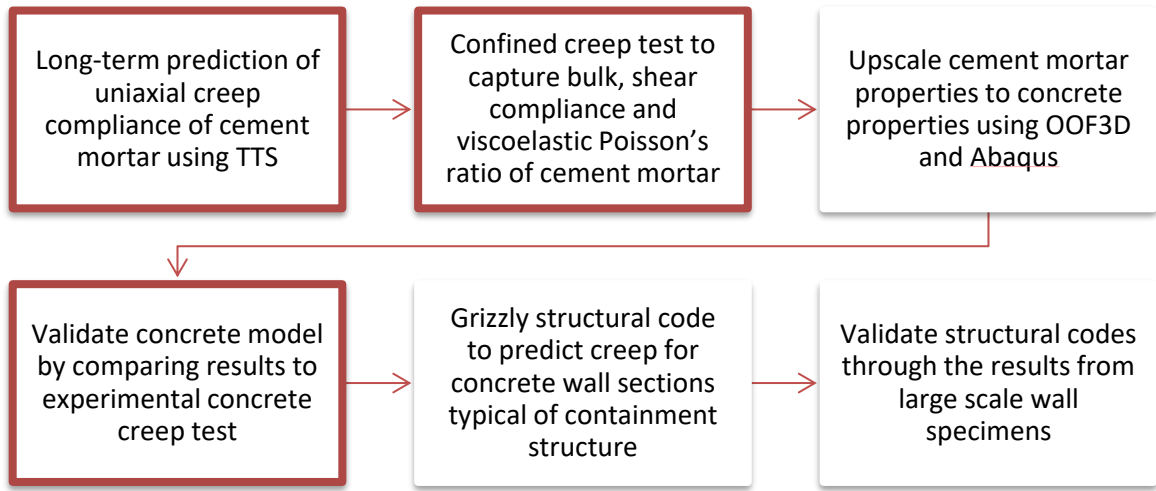 Long-term prediction of
uniaxial creep
compliance of cement
mortar using TTS
Confined creep test to
capture bulk, shear
compliance and
viscoelastic Poisson’s
ratio of cement mortar
Upscale cement mortar
properties to concrete
properties using OOF3D
and Abaqus
Validate concrete model
by comparing results to
experimental concrete
creep test
Grizzly structural code
to predict creep for
concrete wall sections
typical of containment
structure
Validate structural codes
through the results from
large scale wall
specimens